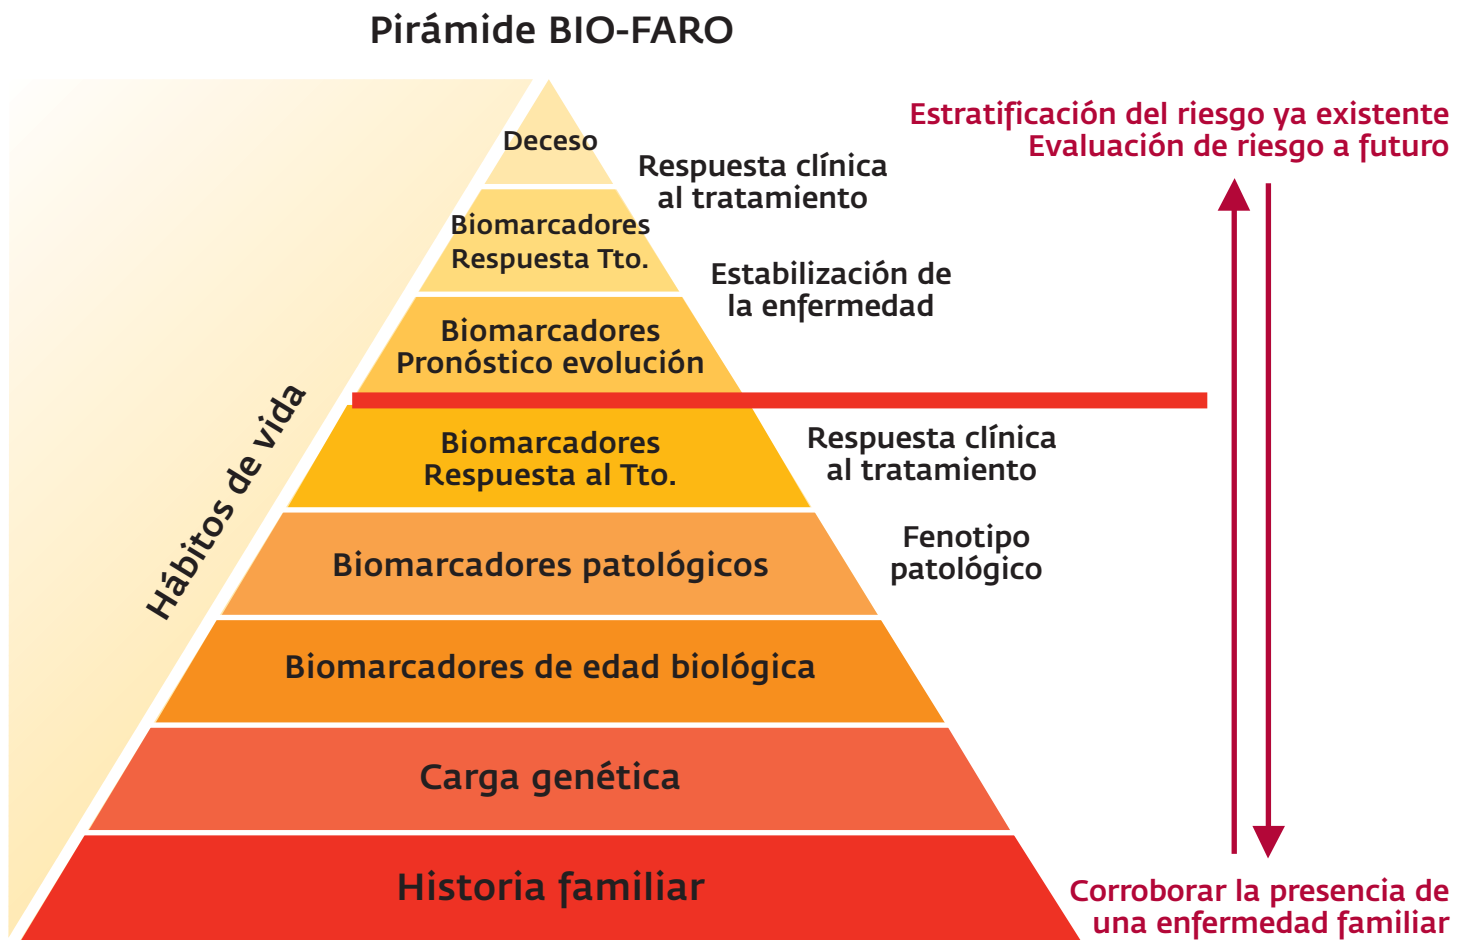 Pirámide BIO-FARO
Estratificación del riesgo ya existente
Evaluación de riesgo a futuro
Deceso
Respuesta clínica
al tratamiento
Biomarcadores
Respuesta Tto.
Estabilización de
la enfermedad
Biomarcadores
Pronóstico evolución
Hábitos de vida
Biomarcadores
Respuesta al Tto.
Respuesta clínica
al tratamiento
Fenotipo
patológico
Biomarcadores patológicos
Biomarcadores de edad biológica
Carga genética
Historia familiar
Corroborar la presencia de
una enfermedad familiar